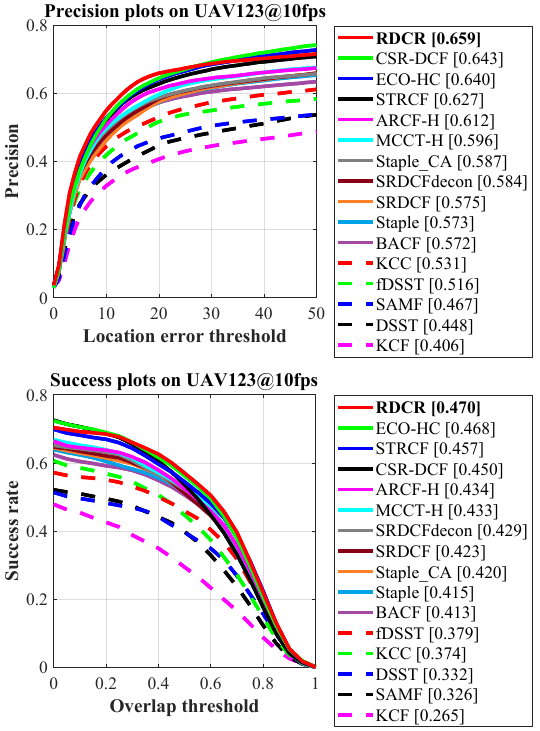 Precision plots on UAV123@10fps
0.8
0.6
0.4
0.2
0
0 10 20 30 40 50
Precision
Location error threshold
RDCR [0.659]
CSR-DCF [0.643]
ECO-HC [0.640]
STRCF [0.627]
ARCF-H [0.612]
MCCT-H [0.596]
Staple_CA [0.587]
SRDCFdecon [0.584]
SRDCF [0.575]
Staple [0.573]
BACF [0.572]
KCC [0.531]
fDSST [0.516]
SAMF [0.467]
DSST [0.448]
KCF [0.406]
Success plots on UAV123@10fps
0.8
0.6
0.4
0.2
0
0 0.2 0.4 0.6 0.8 1
Success rate
Overlap threshold
RDCR [0.470]
ECO-HC [0.468]
STRCF [0.457]
CSR-DCF [0.450]
ARCF-H [0.434]
MCCT-H [0.433]
SRDCFdecon [0.429]
SRDCF [0.423]
Staple_CA [0.420]
Staple [0.415]
BACF [0.413]
fDSST [0.379]
KCC [0.374]
DSST [0.332]
SAMF [0.326]
KCF [0.265]